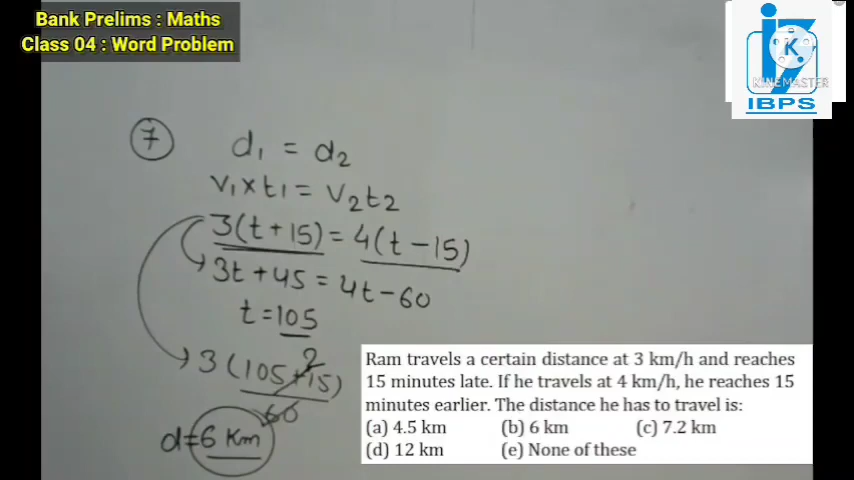 Bank Prelims : Maths
Class 04 : Word Problem
K
KINEMASTER
IBPS
7
d1 = d2
v1 × t1 = v2t2
3(t + 15) = 4(t - 15)
3t + 45 = 4t - 60
t = 105
2
3 (105 + 15)
60
d = 6 Km
Ram travels a certain distance at 3 km/h and reaches
15 minutes late. If he travels at 4 km/h, he reaches 15
minutes earlier. The distance he has to travel is:
(a) 4.5 km (b) 6 km (c) 7.2 km
(d) 12 km (e) None of these